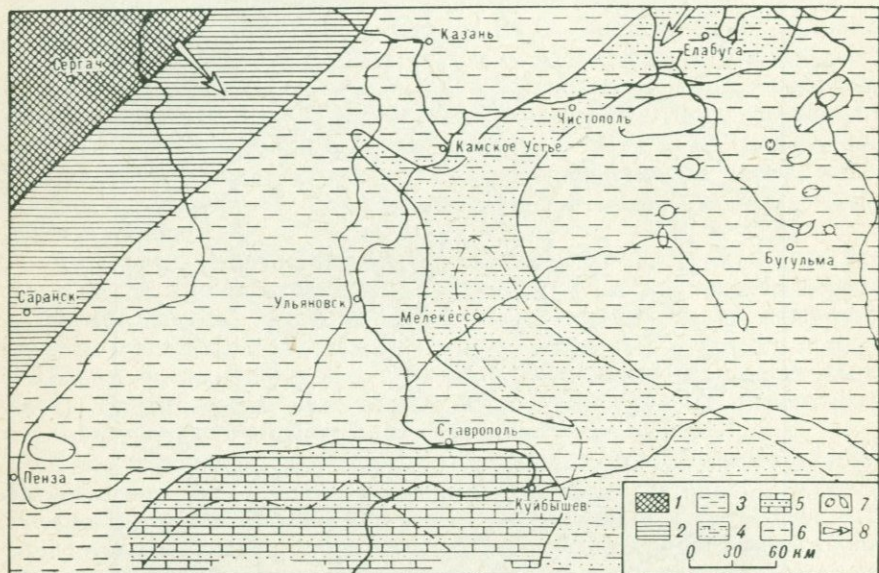 Казань
Елабуга
Сергач
Чистополь
Камское Устье
Н
Бугульма
Саранск
Ульяновск
Мелекесс
Ставрополь
Пенза
Куйбышев
1 3 5 7
2 4 6 8
0 30 60 км